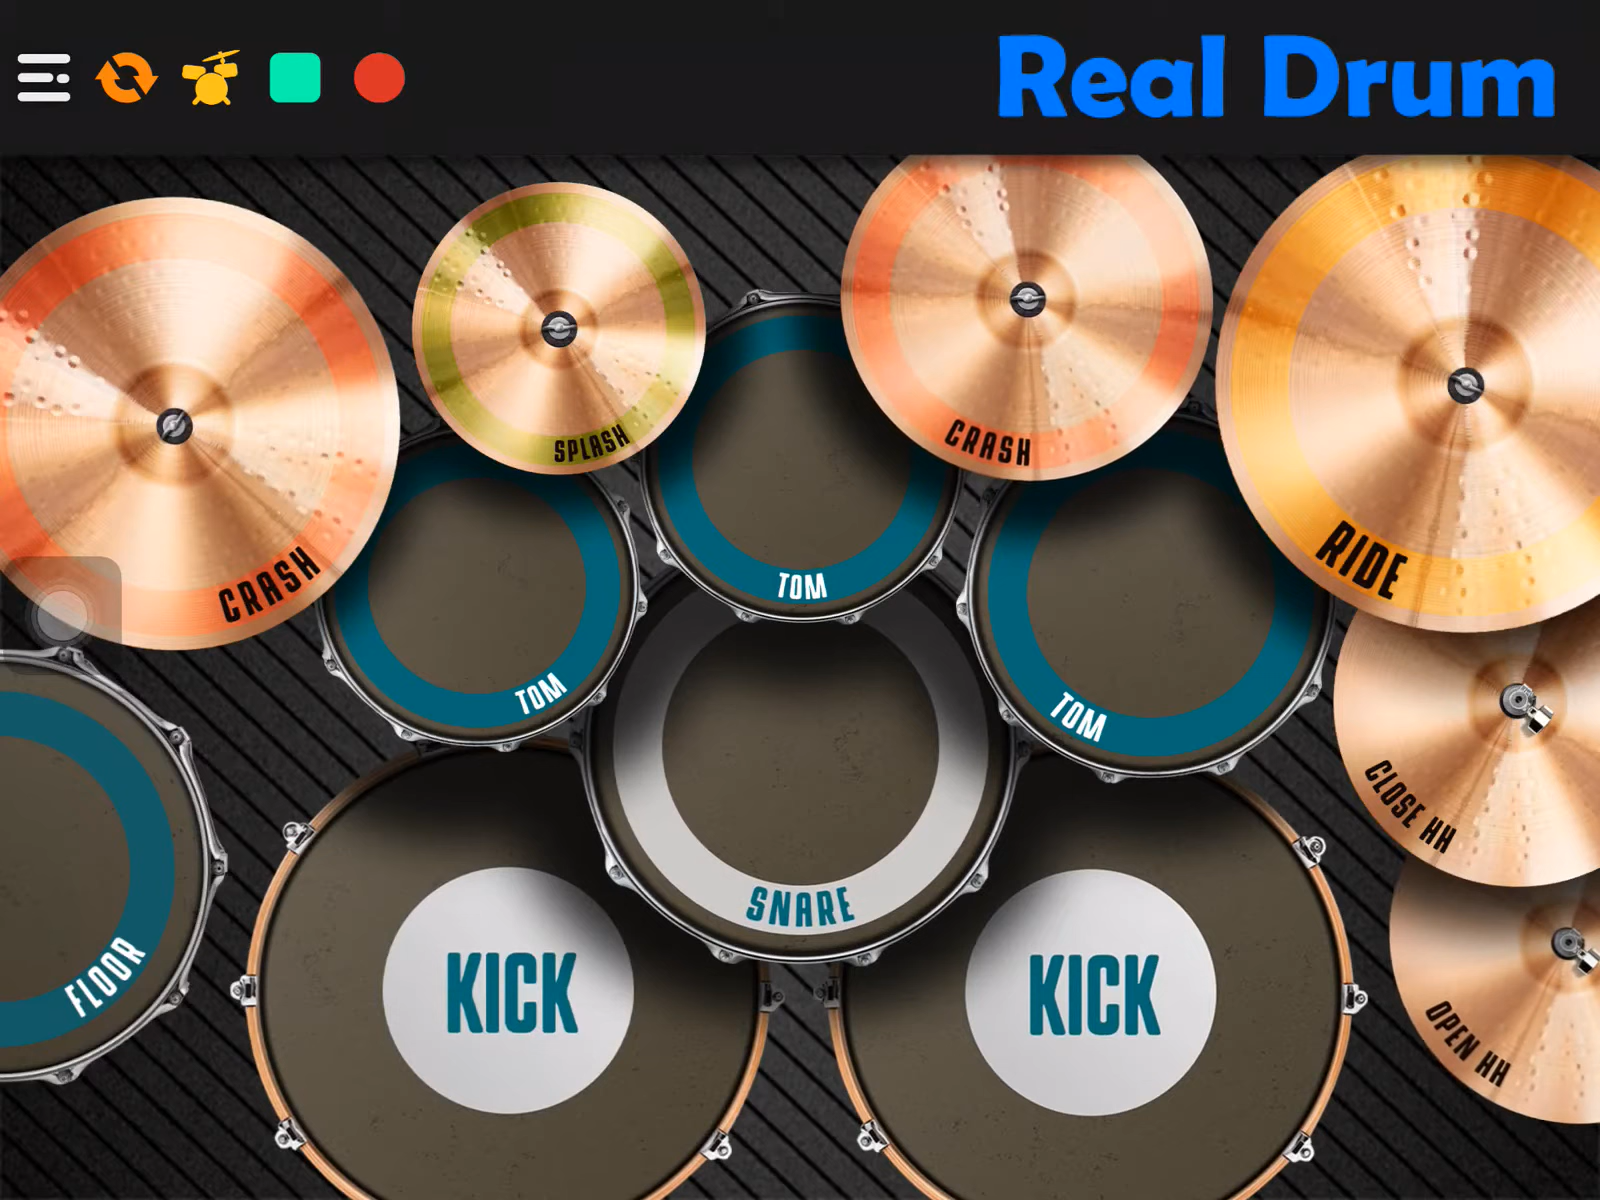 Real Drum
SPLASH
CRASH
CRASH
RIDE
TOM
TOM
TOM
CLOSE HH
SNARE
FLOOR
KICK
KICK
OPEN HH